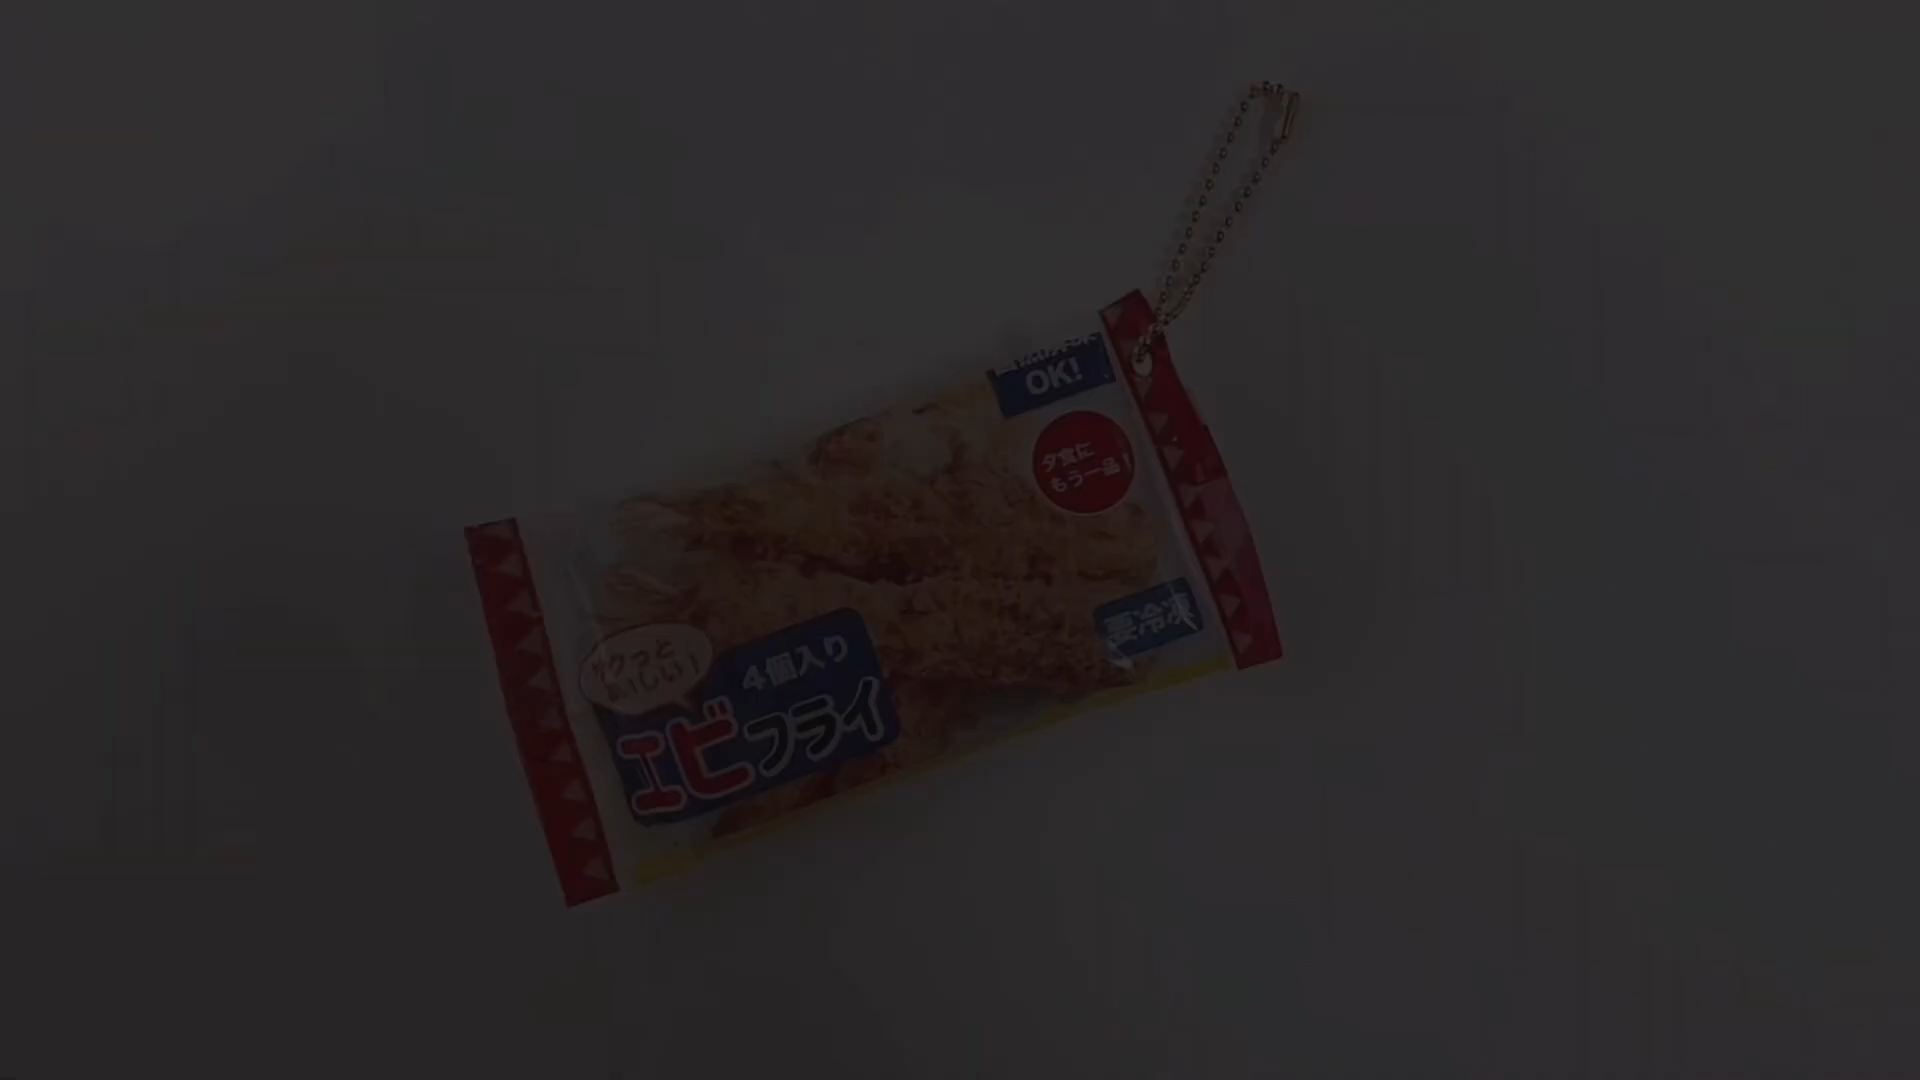 OK!
夕食に
もう一品!
要冷凍
サクっと
おいしい!
4個入り
エビフライ